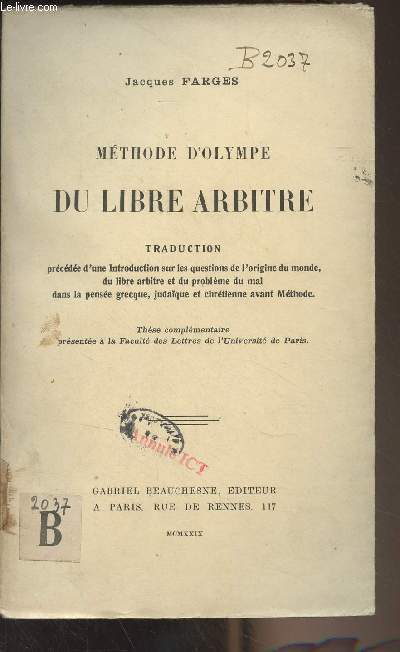 © Le-livre.com
B2037
Jacques FARGES
MÉTHODE D'OLYMPE
DU LIBRE ARBITRE
TRADUCTION
précédée d'une Introduction sur les questions de l'origine du monde,
du libre arbitre et du problème du mal
dans la pensée grecque, judaïque et chrétienne avant Méthode.
Thèse complémentaire
présentée à la Faculté des Lettres de l'Université de Paris.
Annulé ICT
2037
B
GABRIEL BEAUCHESNE, EDITEUR
A PARIS, RUE DE RENNES, 117
MCMXXIX